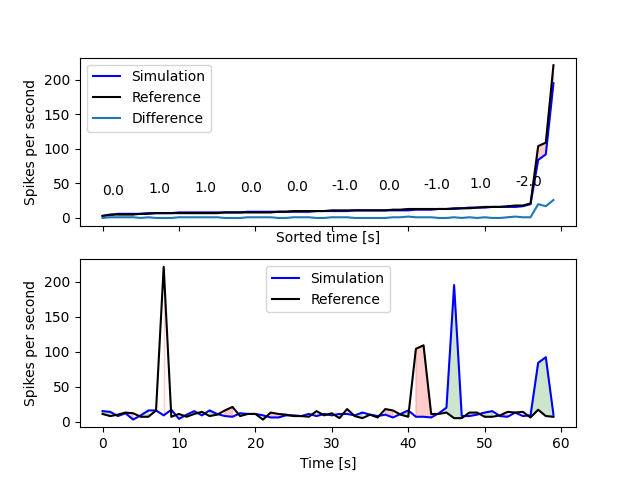 Spikes per second
200
150
100
50
0
Simulation
Reference
Difference
0.0 1.0 1.0 0.0 0.0 -1.0 0.0 -1.0 1.0 -2.0
Sorted time [s]
Spikes per second
200
150
100
50
0
Simulation
Reference
0 10 20 30 40 50 60
Time [s]